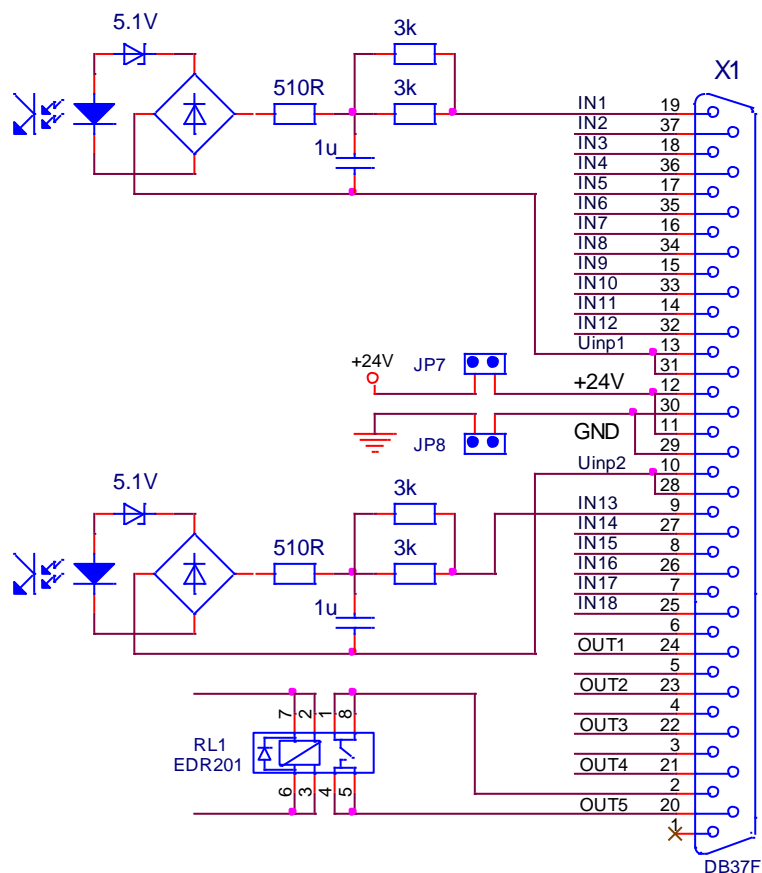 5.1V
3k
3k
510R
1u
X1
IN1 19
IN2 37
IN3 18
IN4 36
IN5 17
IN6 35
IN7 16
IN8 34
IN9 15
IN10 33
IN11 14
IN12 32
Uinp1 13
31
+24V JP7
+24V 12
30
11
GND JP8
29
Uinp2 10
28
5.1V
3k
3k
510R
1u
IN13 9
IN14 27
IN15 8
IN16 26
IN17 7
IN18 25
6
OUT1 24
5
OUT2 23
4
OUT3 22
3
OUT4 21
2
OUT5 20
1
7 2 1 8
RL1
EDR201
6 3 4 5
DB37F